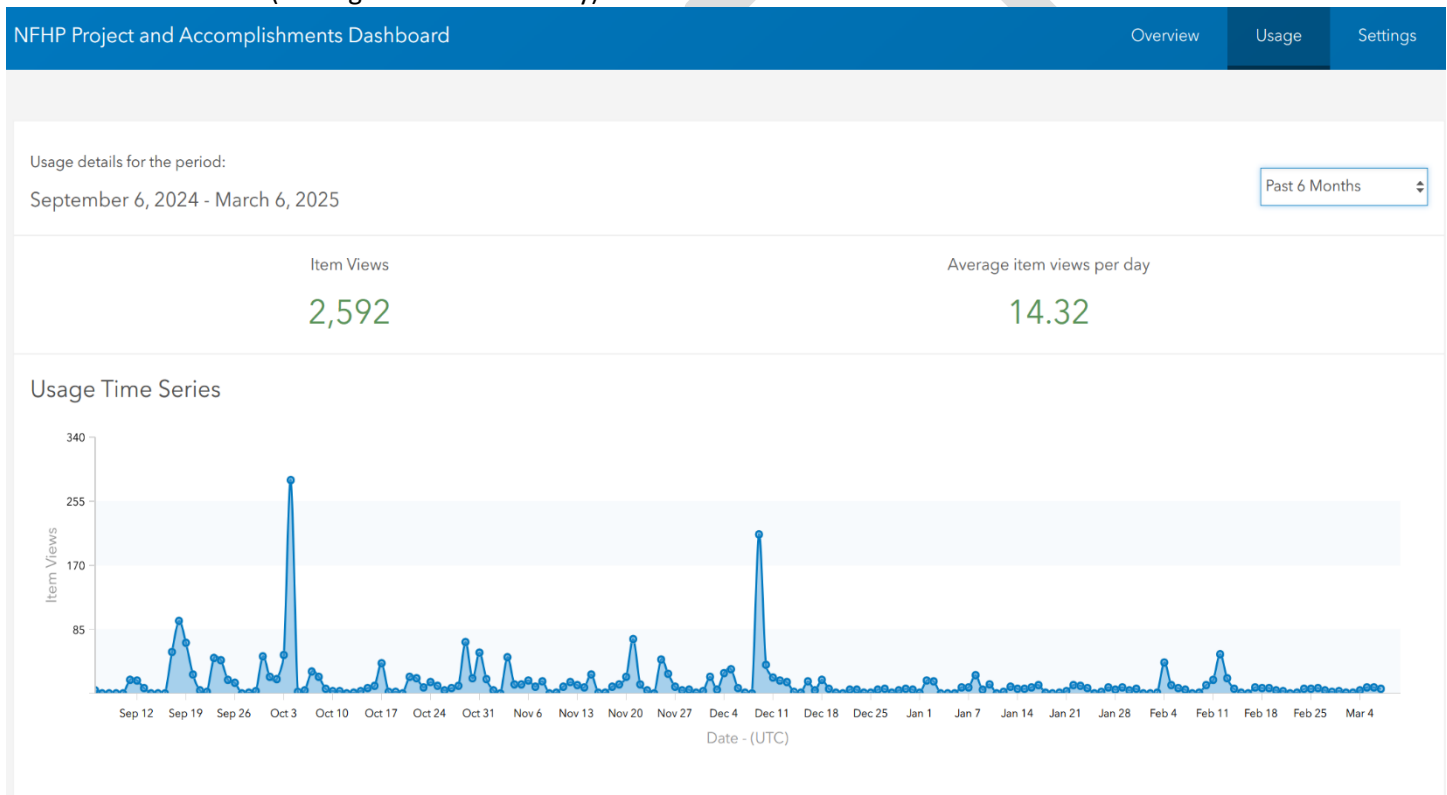 NFHP Project and Accomplishments Dashboard Overview Usage Settings
Usage details for the period:
September 6, 2024 - March 6, 2025
Past 6 Months
Item Views Average item views per day
2,592 14.32
Usage Time Series
340
255
170
85
Item Views
Sep 12 Sep 19 Sep 26 Oct 3 Oct 10 Oct 17 Oct 24 Oct 31 Nov 6 Nov 13 Nov 20 Nov 27 Dec 4 Dec 11 Dec 18 Dec 25 Jan 1 Jan 7 Jan 14 Jan 21 Jan 28 Feb 4 Feb 11 Feb 18 Feb 25 Mar 4
Date - (UTC)